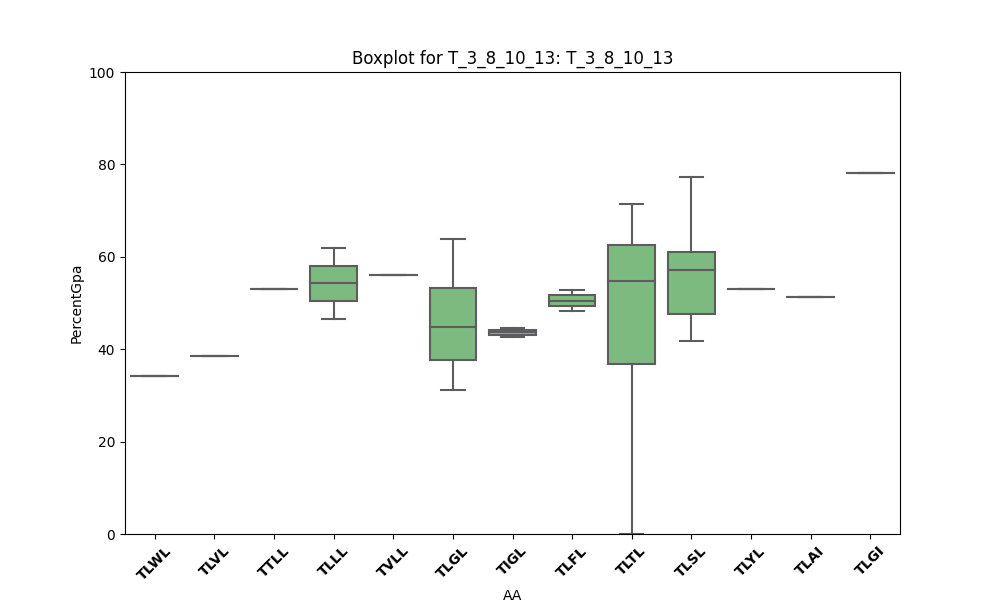 Boxplot for T_3_8_10_13: T_3_8_10_13
100
80
60
40
20
0
PercentGpa
TLWL
TLVL
TTLL
TLLL
TVLL
TLGL
TIGL
TLFL
TLTL
TLSL
TLYL
TLAI
TLGI
AA